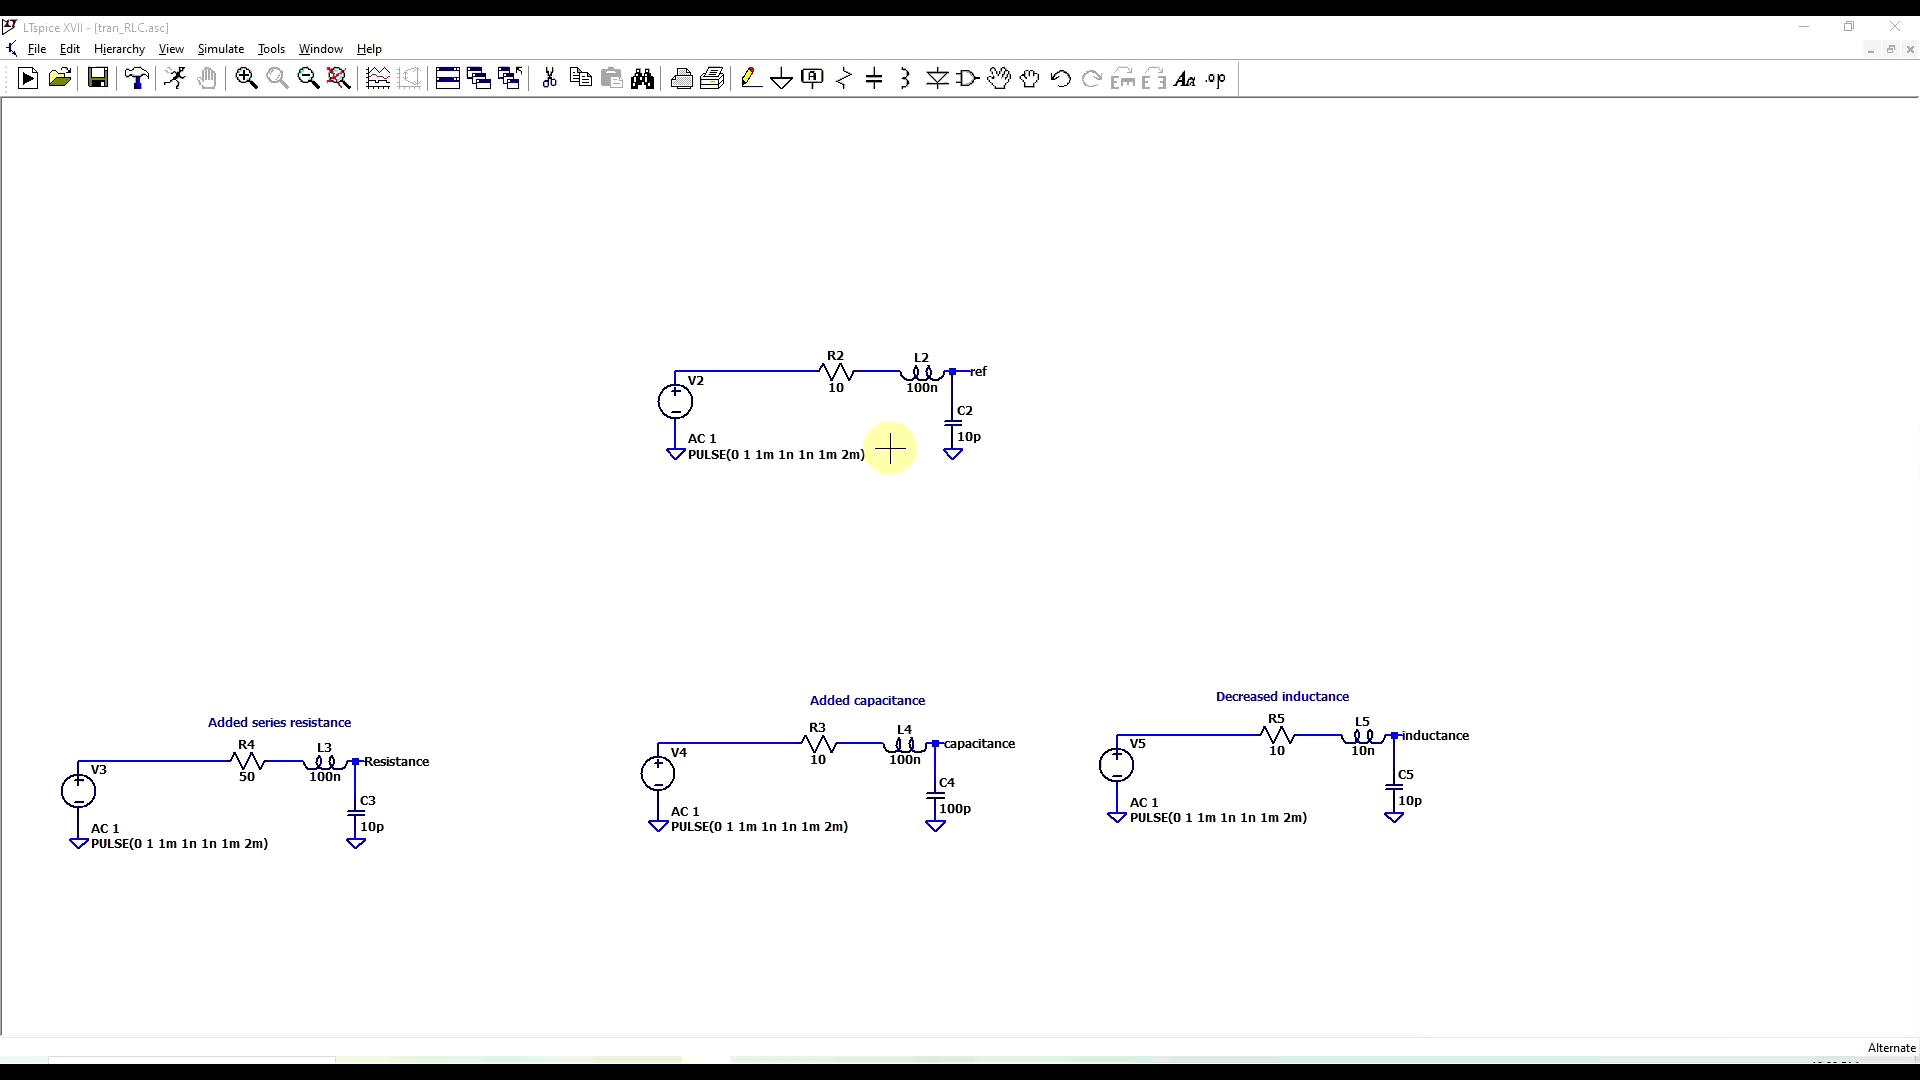 LTspice XVII - [tran_RLC.asc]
File Edit Hierarchy View Simulate Tools Window Help
A
Aa .op
R2
L2
ref
V2
10
100n
C2
AC 1
10p
PULSE(0 1 1m 1n 1n 1m 2m)
Added series resistance
R4
L3
Resistance
V3
50
100n
C3
AC 1
10p
PULSE(0 1 1m 1n 1n 1m 2m)
Added capacitance
R3
L4
capacitance
V4
10
100n
C4
AC 1
100p
PULSE(0 1 1m 1n 1n 1m 2m)
Decreased inductance
R5
L5
inductance
V5
10
10n
C5
AC 1
10p
PULSE(0 1 1m 1n 1n 1m 2m)
Alternate